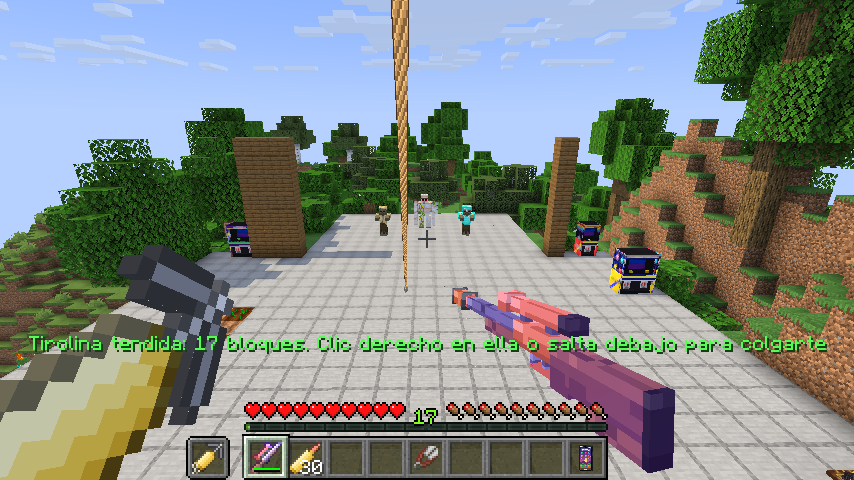 Tirolina tendida: 17 bloques. Clic derecho en ella o salta debajo para colgarte
17
30